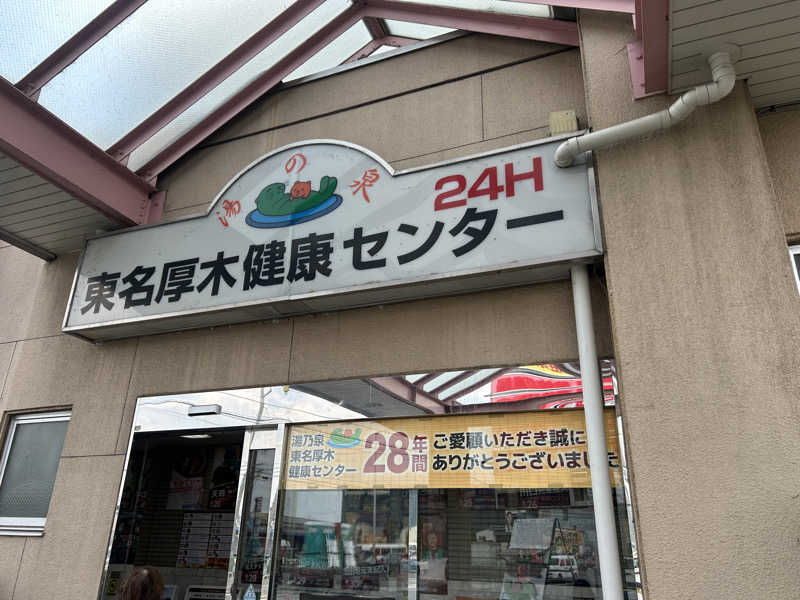 湯の泉
24H
東名厚木健康センター
湯乃泉
東名厚木
健康センター
28年間
ご愛顧いただき誠に
ありがとうございました